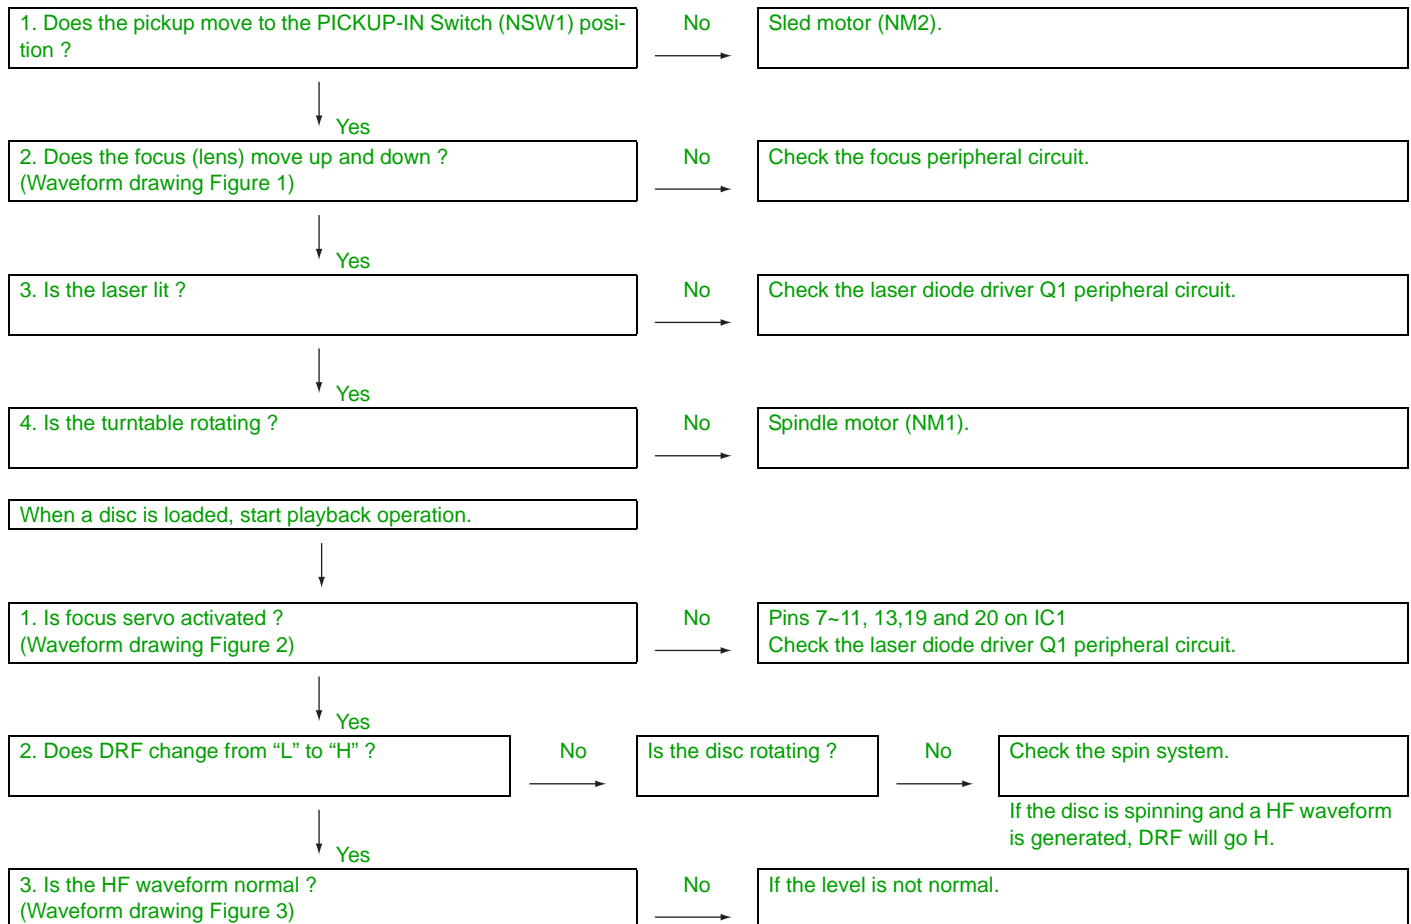 1. Does the pickup move to the PICKUP-IN Switch (NSW1) posi-
tion ?
No
Sled motor (NM2).
Yes
2. Does the focus (lens) move up and down ?
(Waveform drawing Figure 1)
No
Check the focus peripheral circuit.
Yes
3. Is the laser lit ?
No
Check the laser diode driver Q1 peripheral circuit.
Yes
4. Is the turntable rotating ?
No
Spindle motor (NM1).
When a disc is loaded, start playback operation.
1. Is focus servo activated ?
(Waveform drawing Figure 2)
No
Pins 7~11, 13,19 and 20 on IC1
Check the laser diode driver Q1 peripheral circuit.
Yes
2. Does DRF change from “L” to “H” ?
No
Is the disc rotating ?
No
Check the spin system.
If the disc is spinning and a HF waveform
is generated, DRF will go H.
Yes
3. Is the HF waveform normal ?
(Waveform drawing Figure 3)
No
If the level is not normal.